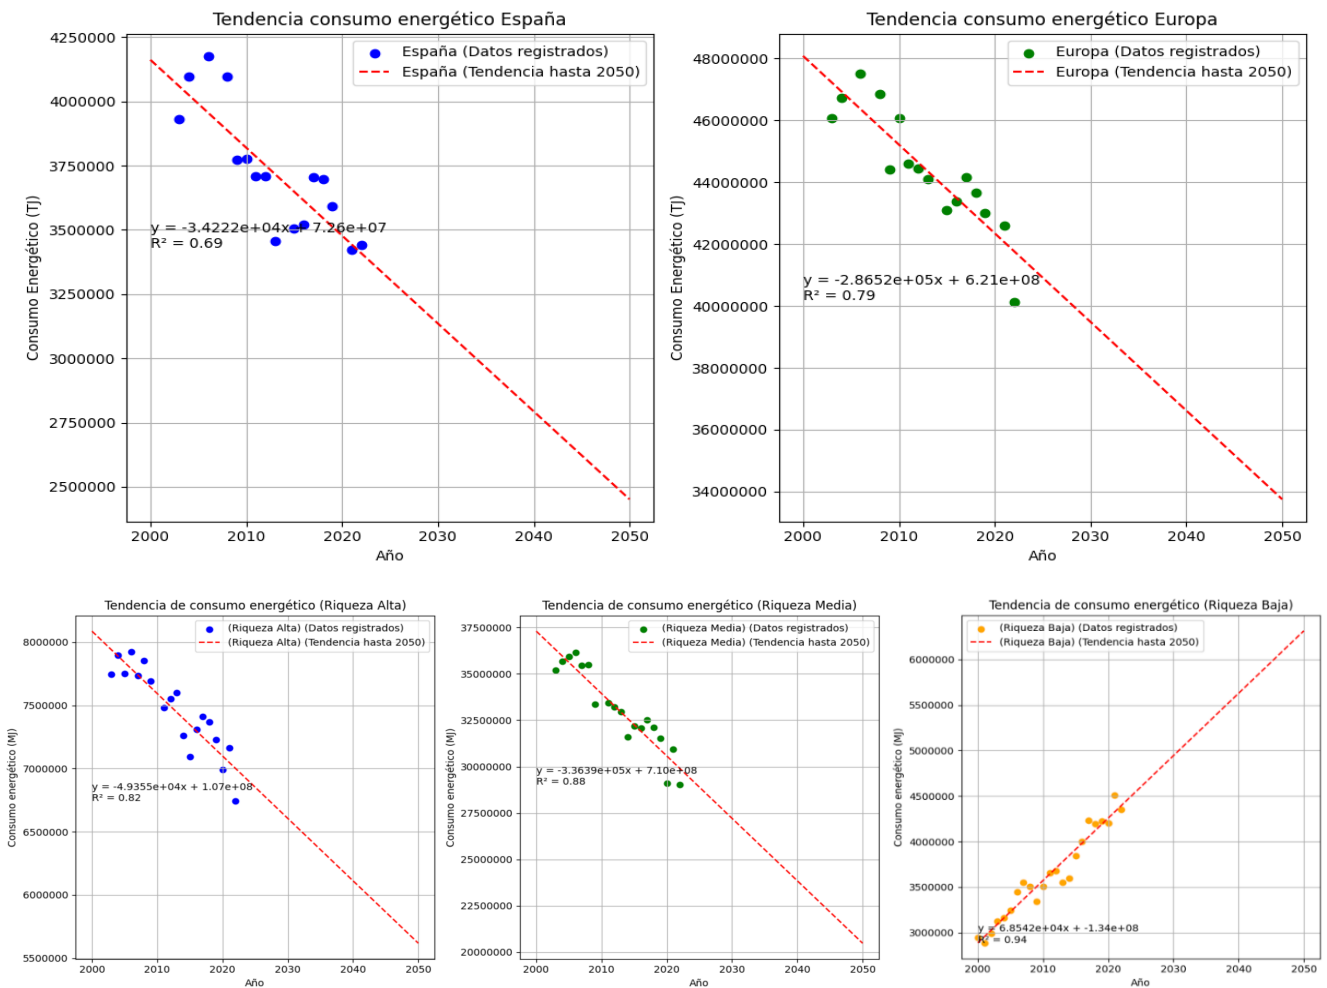 Tendencia consumo energético España
España (Datos registrados)
España (Tendencia hasta 2050)
Consumo Energético (TJ)
4250000
4000000
3750000
3500000
3250000
3000000
2750000
2500000
y = -3.4222e+04x + 7.26e+07
R² = 0.69
2000 2010 2020 2030 2040 2050
Año
Tendencia consumo energético Europa
Europa (Datos registrados)
Europa (Tendencia hasta 2050)
Consumo Energético (TJ)
48000000
46000000
44000000
42000000
40000000
38000000
36000000
34000000
y = -2.8652e+05x + 6.21e+08
R² = 0.79
2000 2010 2020 2030 2040 2050
Año
Tendencia de consumo energético (Riqueza Alta)
(Riqueza Alta) (Datos registrados)
(Riqueza Alta) (Tendencia hasta 2050)
Consumo energético (MJ)
8000000
7500000
7000000
6500000
6000000
5500000
y = -4.9355e+04x + 1.07e+08
R² = 0.82
2000 2010 2020 2030 2040 2050
Año
Tendencia de consumo energético (Riqueza Media)
(Riqueza Media) (Datos registrados)
(Riqueza Media) (Tendencia hasta 2050)
Consumo energético (MJ)
37500000
35000000
32500000
30000000
27500000
25000000
22500000
20000000
y = -3.3639e+05x + 7.10e+08
R² = 0.88
2000 2010 2020 2030 2040 2050
Año
Tendencia de consumo energético (Riqueza Baja)
(Riqueza Baja) (Datos registrados)
(Riqueza Baja) (Tendencia hasta 2050)
Consumo energético (MJ)
6000000
5500000
5000000
4500000
4000000
3500000
3000000
y = 6.8542e+04x + -1.34e+08
R² = 0.94
2000 2010 2020 2030 2040 2050
Año